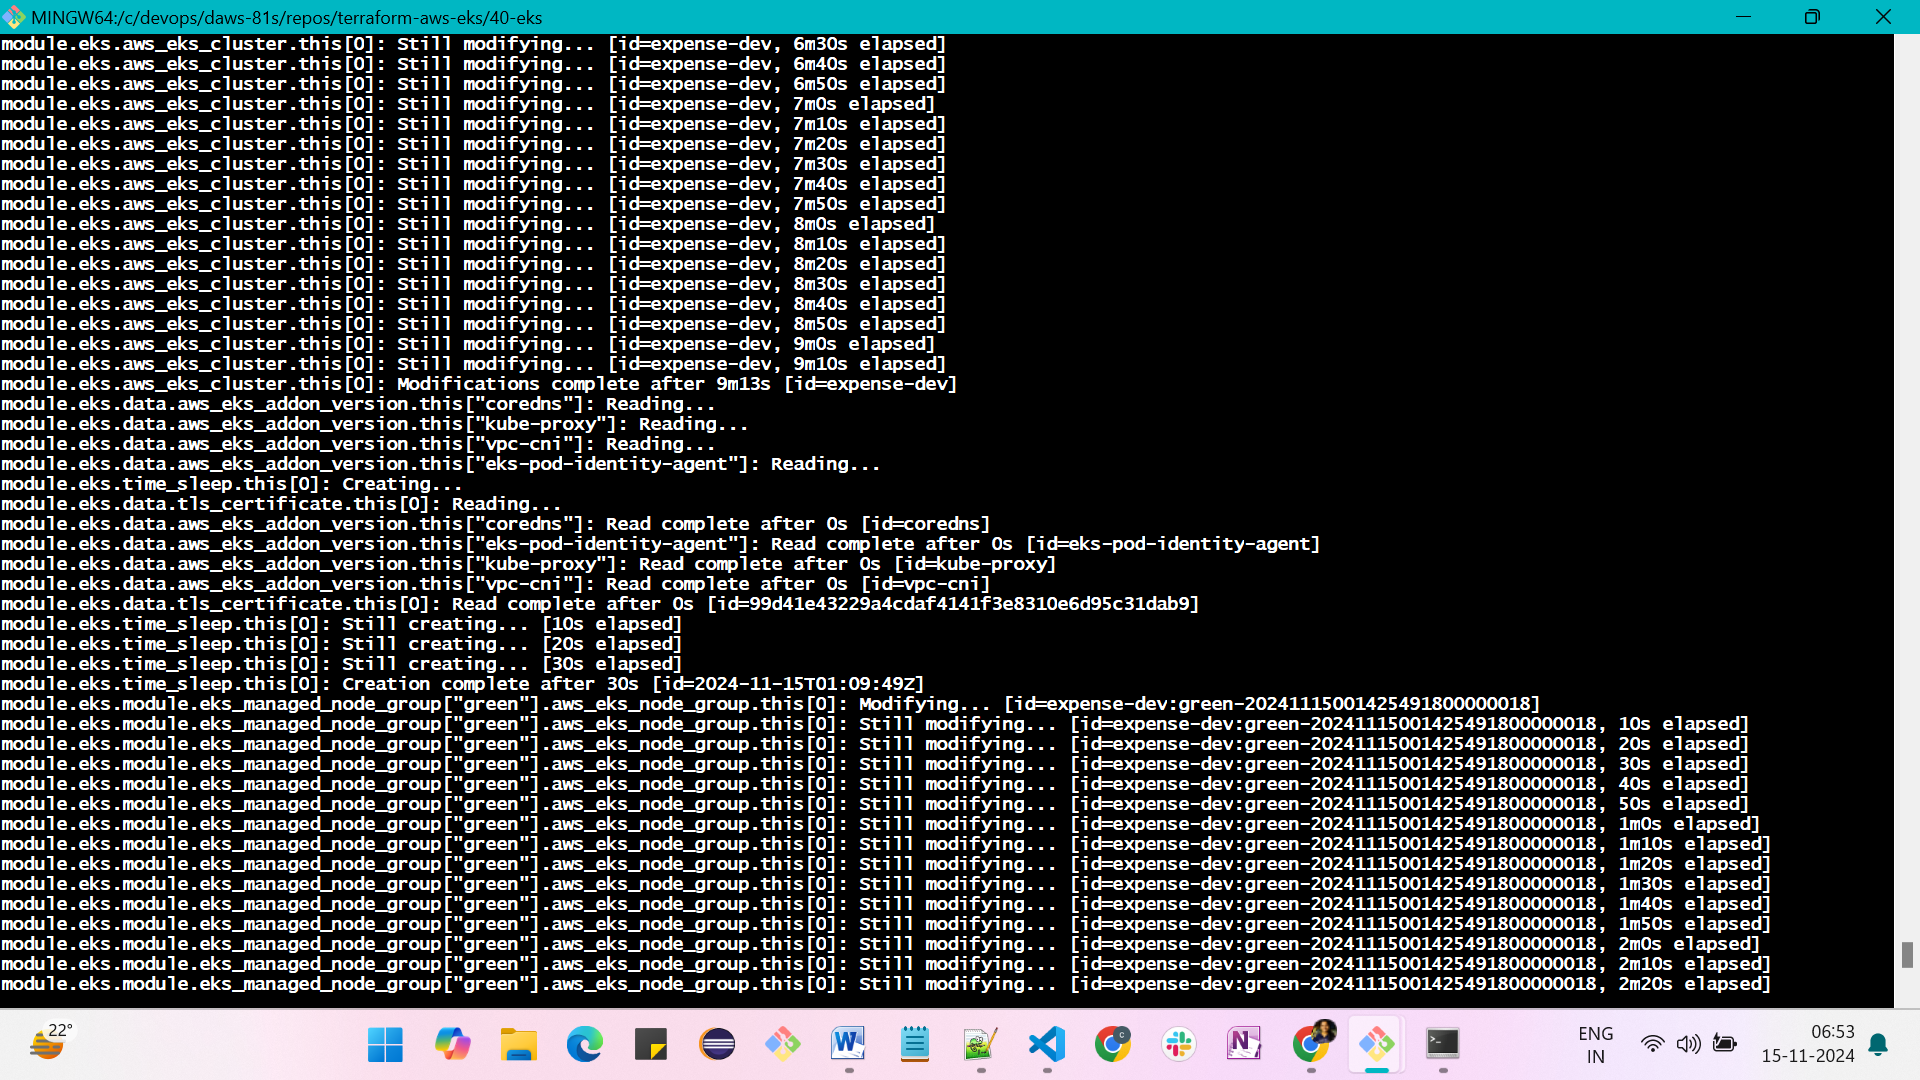 MINGW64:/c/devops/daws-81s/repos/terraform-aws-eks/40-eks
module.eks.aws_eks_cluster.this[0]: Still modifying... [id=expense-dev, 6m30s elapsed]
module.eks.aws_eks_cluster.this[0]: Still modifying... [id=expense-dev, 6m40s elapsed]
module.eks.aws_eks_cluster.this[0]: Still modifying... [id=expense-dev, 6m50s elapsed]
module.eks.aws_eks_cluster.this[0]: Still modifying... [id=expense-dev, 7m0s elapsed]
module.eks.aws_eks_cluster.this[0]: Still modifying... [id=expense-dev, 7m10s elapsed]
module.eks.aws_eks_cluster.this[0]: Still modifying... [id=expense-dev, 7m20s elapsed]
module.eks.aws_eks_cluster.this[0]: Still modifying... [id=expense-dev, 7m30s elapsed]
module.eks.aws_eks_cluster.this[0]: Still modifying... [id=expense-dev, 7m40s elapsed]
module.eks.aws_eks_cluster.this[0]: Still modifying... [id=expense-dev, 7m50s elapsed]
module.eks.aws_eks_cluster.this[0]: Still modifying... [id=expense-dev, 8m0s elapsed]
module.eks.aws_eks_cluster.this[0]: Still modifying... [id=expense-dev, 8m10s elapsed]
module.eks.aws_eks_cluster.this[0]: Still modifying... [id=expense-dev, 8m20s elapsed]
module.eks.aws_eks_cluster.this[0]: Still modifying... [id=expense-dev, 8m30s elapsed]
module.eks.aws_eks_cluster.this[0]: Still modifying... [id=expense-dev, 8m40s elapsed]
module.eks.aws_eks_cluster.this[0]: Still modifying... [id=expense-dev, 8m50s elapsed]
module.eks.aws_eks_cluster.this[0]: Still modifying... [id=expense-dev, 9m0s elapsed]
module.eks.aws_eks_cluster.this[0]: Still modifying... [id=expense-dev, 9m10s elapsed]
module.eks.aws_eks_cluster.this[0]: Modifications complete after 9m13s [id=expense-dev]
module.eks.data.aws_eks_addon_version.this["coredns"]: Reading...
module.eks.data.aws_eks_addon_version.this["kube-proxy"]: Reading...
module.eks.data.aws_eks_addon_version.this["vpc-cni"]: Reading...
module.eks.data.aws_eks_addon_version.this["eks-pod-identity-agent"]: Reading...
module.eks.time_sleep.this[0]: Creating...
module.eks.data.tls_certificate.this[0]: Reading...
module.eks.data.aws_eks_addon_version.this["coredns"]: Read complete after 0s [id=coredns]
module.eks.data.aws_eks_addon_version.this["eks-pod-identity-agent"]: Read complete after 0s [id=eks-pod-identity-agent]
module.eks.data.aws_eks_addon_version.this["kube-proxy"]: Read complete after 0s [id=kube-proxy]
module.eks.data.aws_eks_addon_version.this["vpc-cni"]: Read complete after 0s [id=vpc-cni]
module.eks.data.tls_certificate.this[0]: Read complete after 0s [id=99d41e43229a4cdaf4141f3e8310e6d95c31dab9]
module.eks.time_sleep.this[0]: Still creating... [10s elapsed]
module.eks.time_sleep.this[0]: Still creating... [20s elapsed]
module.eks.time_sleep.this[0]: Still creating... [30s elapsed]
module.eks.time_sleep.this[0]: Creation complete after 30s [id=2024-11-15T01:09:49Z]
module.eks.module.eks_managed_node_group["green"].aws_eks_node_group.this[0]: Modifying... [id=expense-dev:green-20241115001425491800000018]
module.eks.module.eks_managed_node_group["green"].aws_eks_node_group.this[0]: Still modifying... [id=expense-dev:green-20241115001425491800000018, 10s elapsed]
module.eks.module.eks_managed_node_group["green"].aws_eks_node_group.this[0]: Still modifying... [id=expense-dev:green-20241115001425491800000018, 20s elapsed]
module.eks.module.eks_managed_node_group["green"].aws_eks_node_group.this[0]: Still modifying... [id=expense-dev:green-20241115001425491800000018, 30s elapsed]
module.eks.module.eks_managed_node_group["green"].aws_eks_node_group.this[0]: Still modifying... [id=expense-dev:green-20241115001425491800000018, 40s elapsed]
module.eks.module.eks_managed_node_group["green"].aws_eks_node_group.this[0]: Still modifying... [id=expense-dev:green-20241115001425491800000018, 50s elapsed]
module.eks.module.eks_managed_node_group["green"].aws_eks_node_group.this[0]: Still modifying... [id=expense-dev:green-20241115001425491800000018, 1m0s elapsed]
module.eks.module.eks_managed_node_group["green"].aws_eks_node_group.this[0]: Still modifying... [id=expense-dev:green-20241115001425491800000018, 1m10s elapsed]
module.eks.module.eks_managed_node_group["green"].aws_eks_node_group.this[0]: Still modifying... [id=expense-dev:green-20241115001425491800000018, 1m20s elapsed]
module.eks.module.eks_managed_node_group["green"].aws_eks_node_group.this[0]: Still modifying... [id=expense-dev:green-20241115001425491800000018, 1m30s elapsed]
module.eks.module.eks_managed_node_group["green"].aws_eks_node_group.this[0]: Still modifying... [id=expense-dev:green-20241115001425491800000018, 1m40s elapsed]
module.eks.module.eks_managed_node_group["green"].aws_eks_node_group.this[0]: Still modifying... [id=expense-dev:green-20241115001425491800000018, 1m50s elapsed]
module.eks.module.eks_managed_node_group["green"].aws_eks_node_group.this[0]: Still modifying... [id=expense-dev:green-20241115001425491800000018, 2m0s elapsed]
module.eks.module.eks_managed_node_group["green"].aws_eks_node_group.this[0]: Still modifying... [id=expense-dev:green-20241115001425491800000018, 2m10s elapsed]
module.eks.module.eks_managed_node_group["green"].aws_eks_node_group.this[0]: Still modifying... [id=expense-dev:green-20241115001425491800000018, 2m20s elapsed]
22°
ENG
IN
06:53
15-11-2024